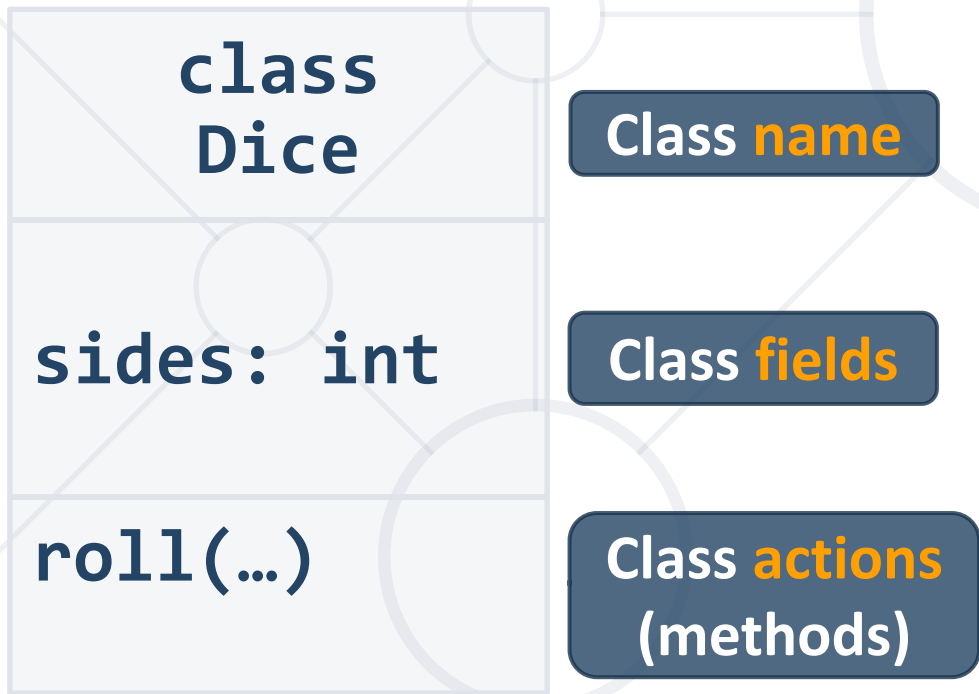 class
Dice
Class name
sides: int
Class fields
roll(…)
Class actions
(methods)